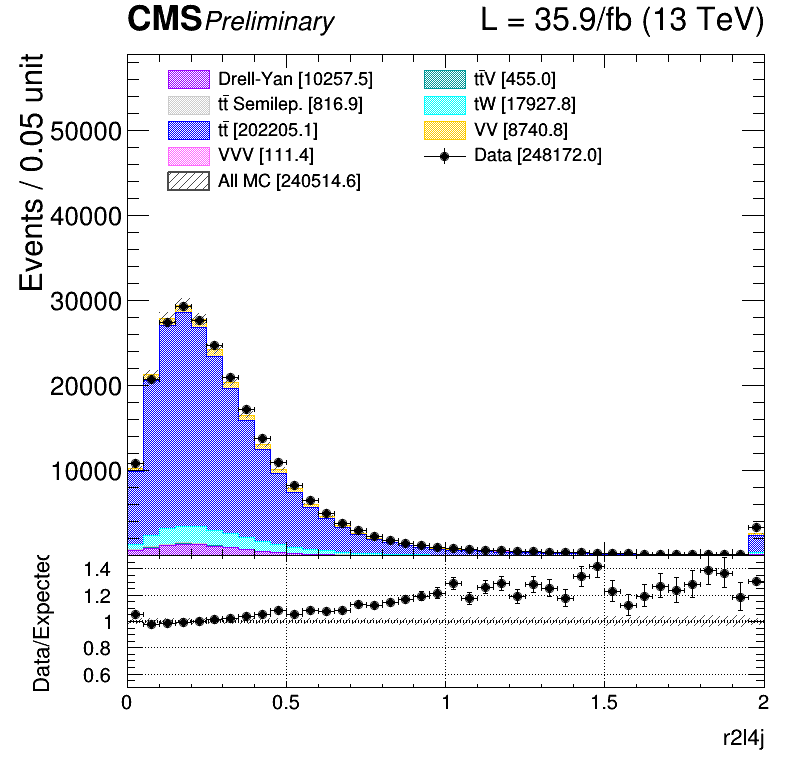 CMS Preliminary L = 35.9/fb (13 TeV)
Events / 0.05 unit
Drell-Yan [10257.5]
tt̄ Semilep. [816.9]
tt̄ [202205.1]
VVV [111.4]
All MC [240514.6]
tt̄V [455.0]
tW [17927.8]
VV [8740.8]
Data [248172.0]
50000
40000
30000
20000
10000
Data/Expected
1.4
1.2
1
0.8
0.6
0 0.5 1 1.5 2
r2l4j